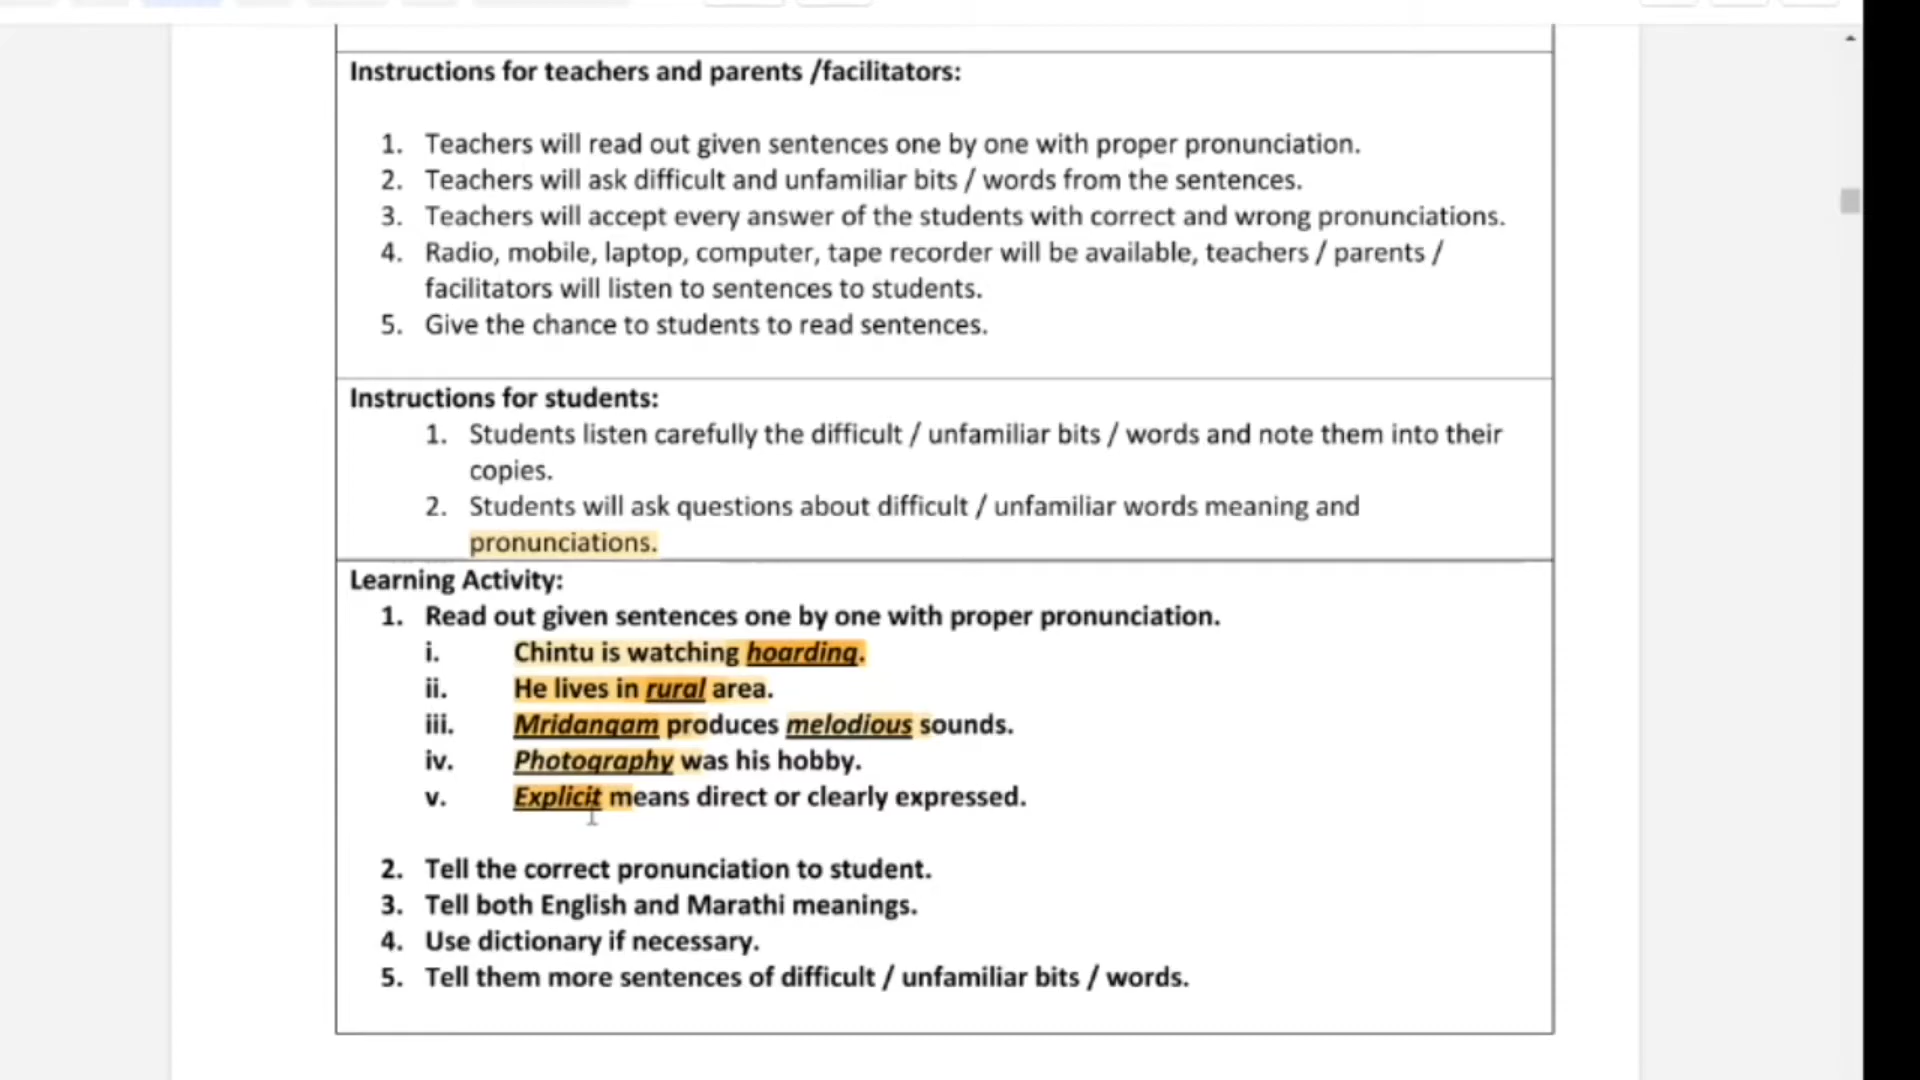 Instructions for teachers and parents /facilitators:
1. Teachers will read out given sentences one by one with proper pronunciation.
2. Teachers will ask difficult and unfamiliar bits / words from the sentences.
3. Teachers will accept every answer of the students with correct and wrong pronunciations.
4. Radio, mobile, laptop, computer, tape recorder will be available, teachers / parents /
facilitators will listen to sentences to students.
5. Give the chance to students to read sentences.
Instructions for students:
1. Students listen carefully the difficult / unfamiliar bits / words and note them into their
copies.
2. Students will ask questions about difficult / unfamiliar words meaning and
pronunciations.
Learning Activity:
1. Read out given sentences one by one with proper pronunciation.
i. Chintu is watching hoarding.
ii. He lives in rural area.
iii. Mridangam produces melodious sounds.
iv. Photography was his hobby.
v. Explicit means direct or clearly expressed.
2. Tell the correct pronunciation to student.
3. Tell both English and Marathi meanings.
4. Use dictionary if necessary.
5. Tell them more sentences of difficult / unfamiliar bits / words.